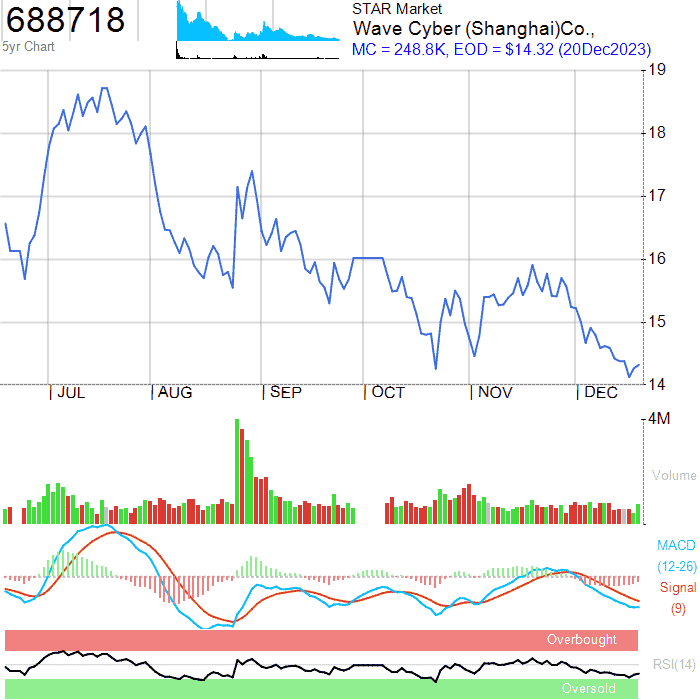 688718
5yr Chart
STAR Market
Wave Cyber (Shanghai)Co.,
MC = 248.8K, EOD = $14.32 (20Dec2023)
19
18
17
16
15
14
JUL AUG SEP OCT NOV DEC
4M
Volume
MACD
(12-26)
Signal
(9)
Overbought
RSI(14)
Oversold